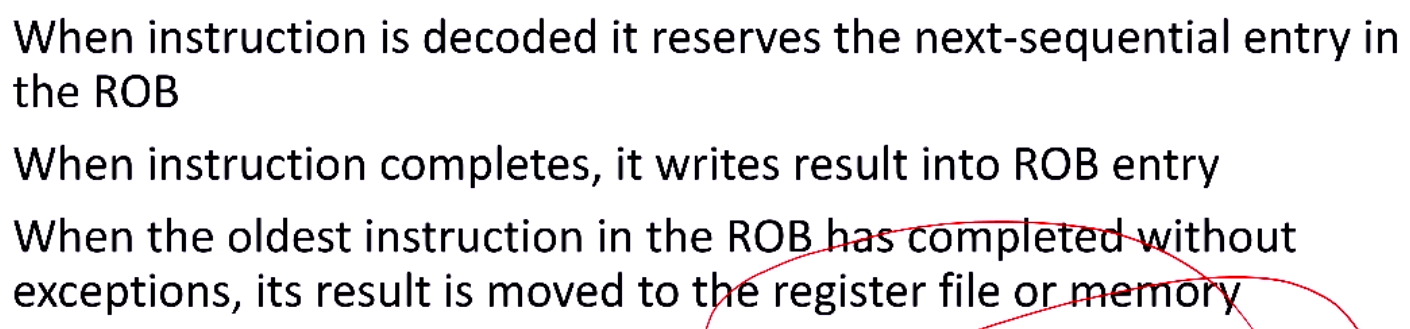 When instruction is decoded it reserves the next-sequential entry in
the ROB
When instruction completes, it writes result into ROB entry
When the oldest instruction in the ROB has completed without
exceptions, its result is moved to the register file or memory